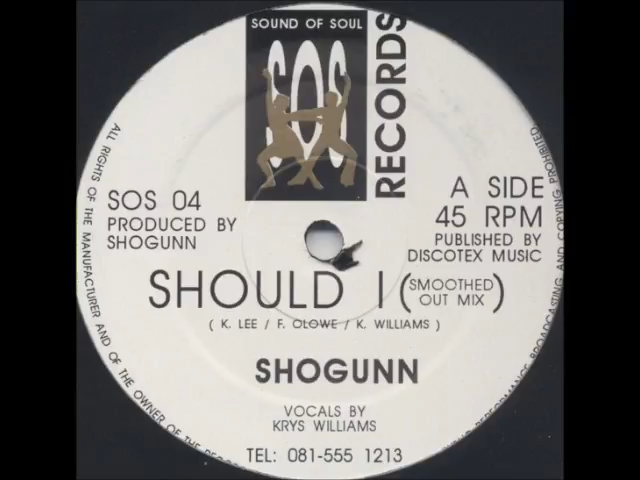 SOUND OF SOUL
SOS
RECORDS
SOS 04
PRODUCED BY
SHOGUNN
A SIDE
45 RPM
PUBLISHED BY
DISCOTEX MUSIC
SHOULD I (SMOOTHED
OUT MIX)
( K. LEE / F. OLOWE / K. WILLIAMS )
SHOGUNN
VOCALS BY
KRYS WILLIAMS
TEL: 081-555 1213
ALL RIGHTS OF THE MANUFACTURER AND OF THE OWNER OF THE
PERFORMANCE BROADCASTING AND COPYING PROHIBITED